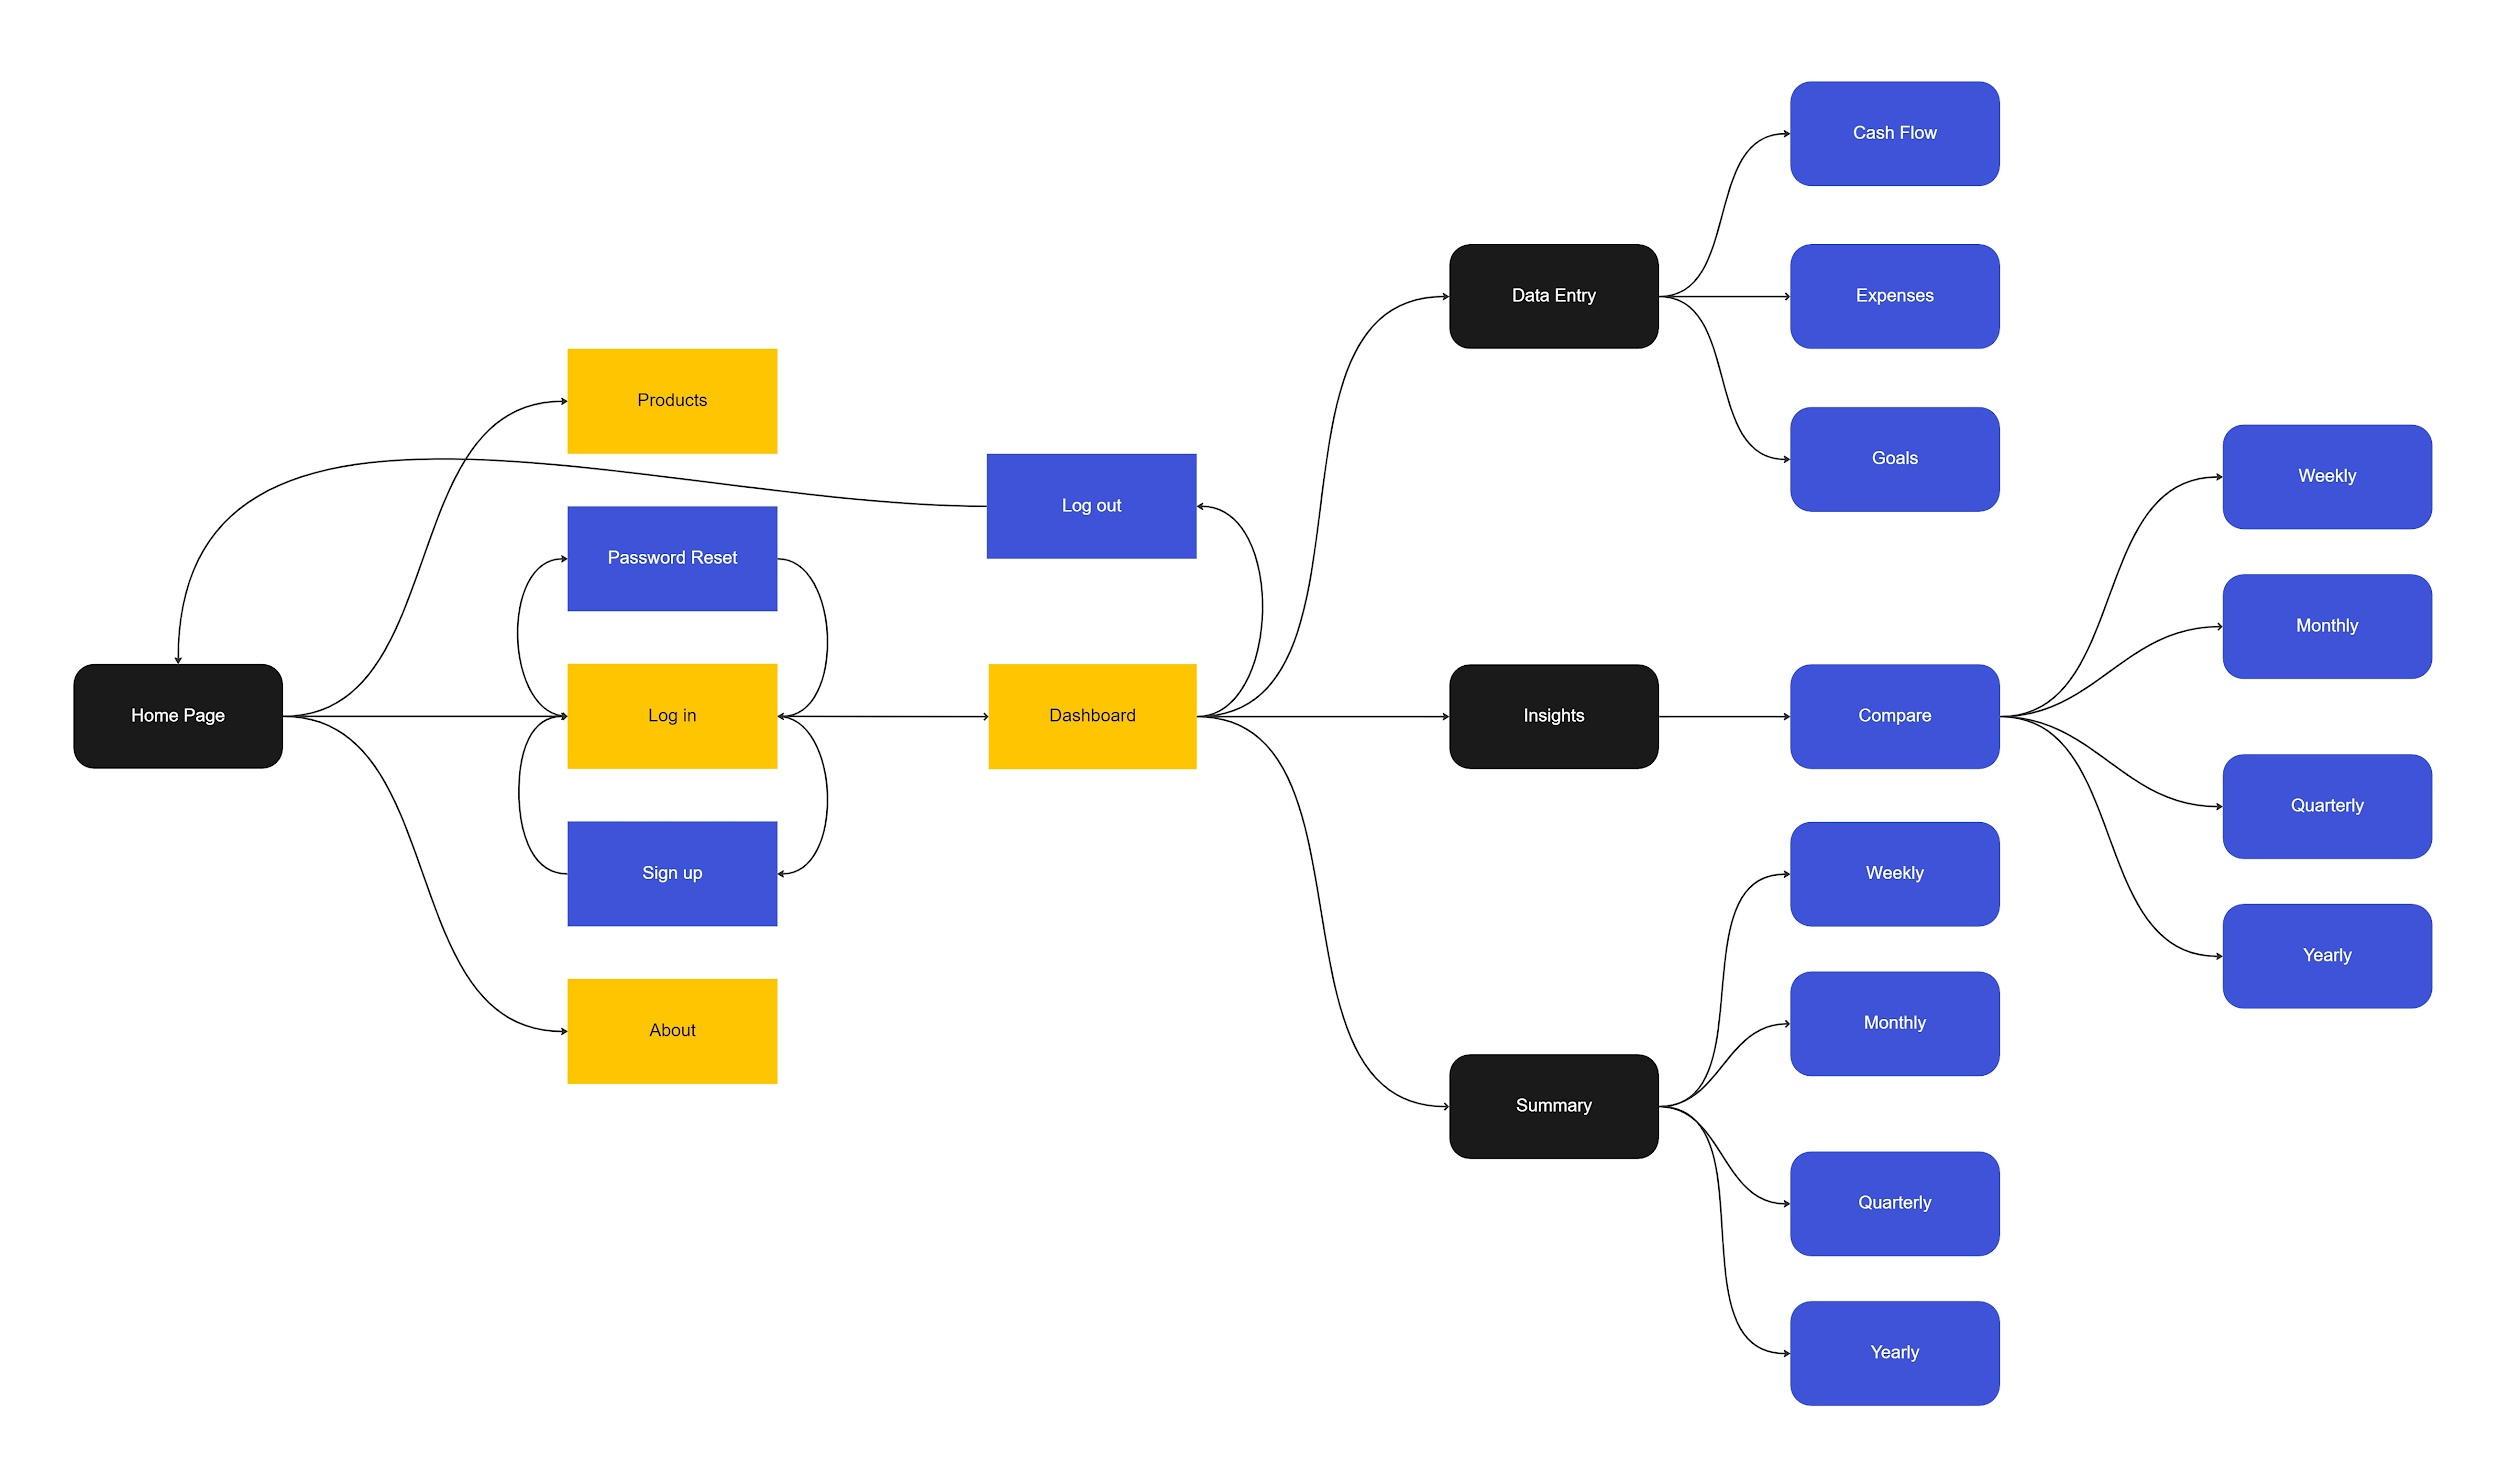 Home Page
Products
Password Reset
Log in
Sign up
About
Log out
Dashboard
Data Entry
Insights
Summary
Cash Flow
Expenses
Goals
Compare
Weekly
Monthly
Quarterly
Yearly
Weekly
Monthly
Quarterly
Yearly